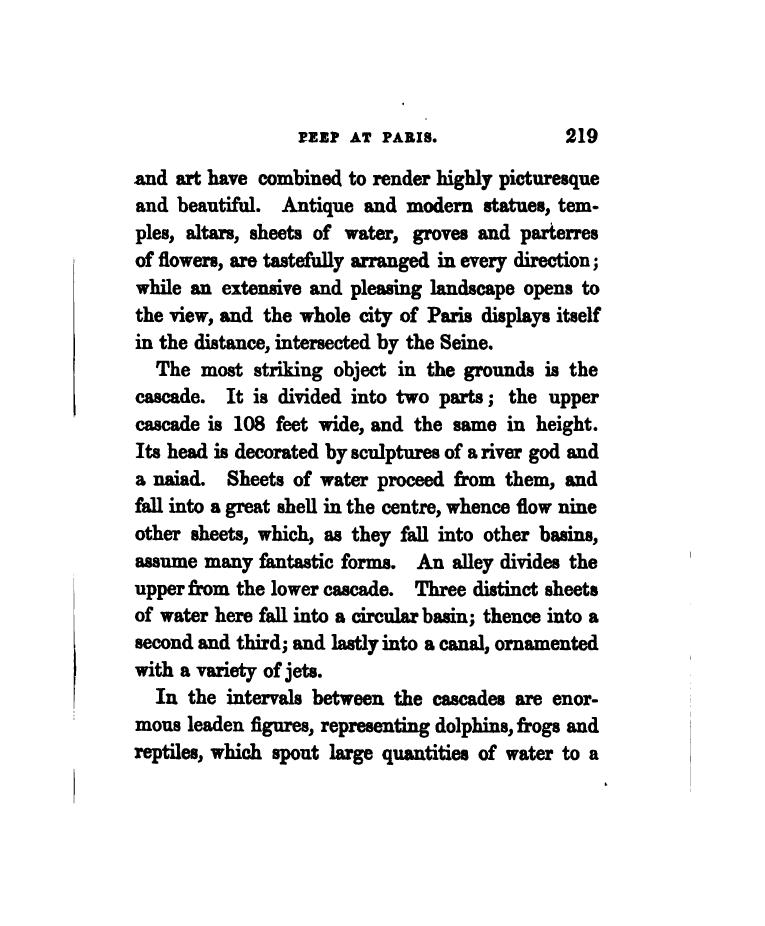 PEEP AT PARIS. 219
and art have combined to render highly picturesque
and beautiful. Antique and modern statues, tem-
ples, altars, sheets of water, groves and parterres
of flowers, are tastefully arranged in every direction;
while an extensive and pleasing landscape opens to
the view, and the whole city of Paris displays itself
in the distance, intersected by the Seine.
The most striking object in the grounds is the
cascade. It is divided into two parts; the upper
cascade is 108 feet wide, and the same in height.
Its head is decorated by sculptures of a river god and
a naiad. Sheets of water proceed from them, and
fall into a great shell in the centre, whence flow nine
other sheets, which, as they fall into other basins,
assume many fantastic forms. An alley divides the
upper from the lower cascade. Three distinct sheets
of water here fall into a circular basin; thence into a
second and third; and lastly into a canal, ornamented
with a variety of jets.
In the intervals between the cascades are enor-
mous leaden figures, representing dolphins, frogs and
reptiles, which spout large quantities of water to a